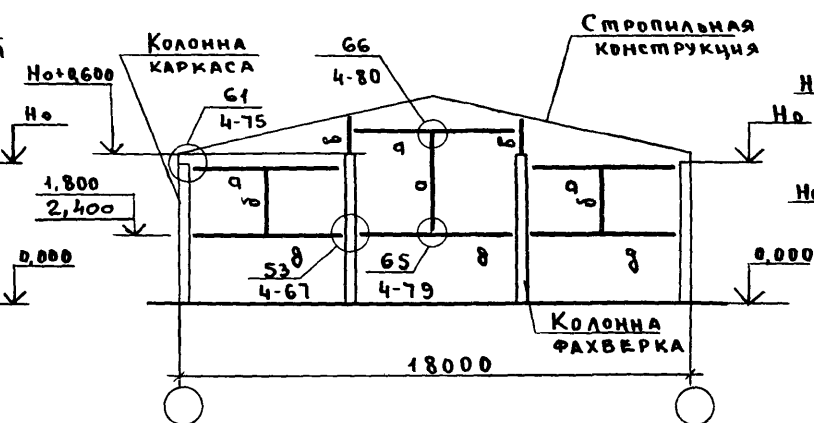 Колонна
каркаса
66
4-80
Стропильная
конструкция
Но+0,600
Но
61
4-75
Но
1,800
2,400
0,000
53
4-67
65
4-79
0,000
Колонна
фахверка
18000